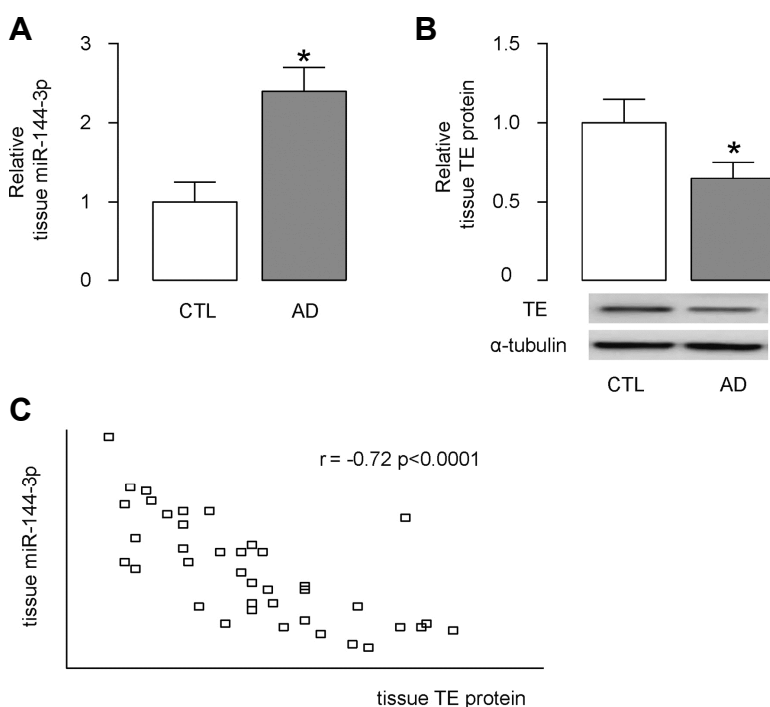 A
Relative
tissue miR-144-3p
3
2
1
0
*
CTL
AD
B
Relative
tissue TE protein
1.5
1.0
0.5
0
*
TE
α-tubulin
CTL
AD
C
tissue miR-144-3p
r = -0.72 p<0.0001
tissue TE protein